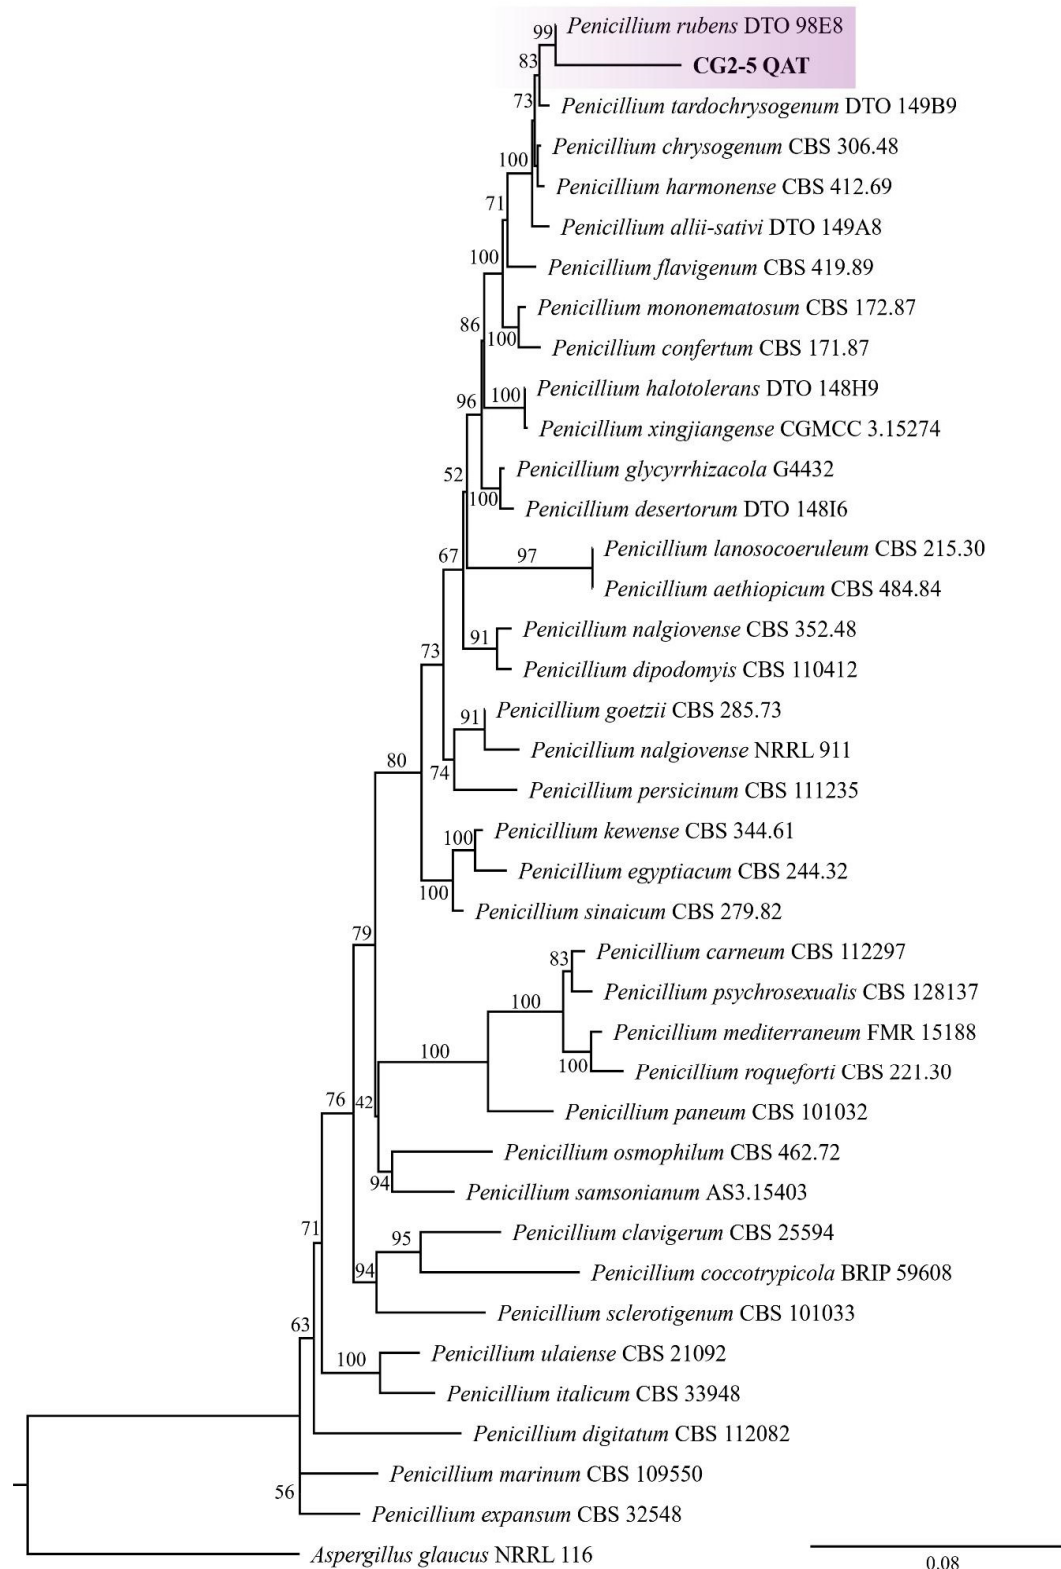 Penicillium rubens DTO 98E8
99
CG2-5 QAT
83
73
Penicillium tardochrysogenum DTO 149B9
Penicillium chrysogenum CBS 306.48
100
Penicillium harmonense CBS 412.69
71
Penicillium allii-sativi DTO 149A8
100
Penicillium flavigenum CBS 419.89
Penicillium mononematosum CBS 172.87
86
100
Penicillium confertum CBS 171.87
Penicillium halotolerans DTO 148H9
100
96
Penicillium xingjiangense CGMCC 3.15274
Penicillium glycyrrhizacola G4432
52
100
Penicillium desertorum DTO 148I6
Penicillium lanosocoeruleum CBS 215.30
97
67
Penicillium aethiopicum CBS 484.84
Penicillium nalgiovense CBS 352.48
91
73
Penicillium dipodomyis CBS 110412
Penicillium goetzii CBS 285.73
91
Penicillium nalgiovense NRRL 911
80
74
Penicillium persicinum CBS 111235
Penicillium kewense CBS 344.61
100
Penicillium egyptiacum CBS 244.32
100
Penicillium sinaicum CBS 279.82
79
Penicillium carneum CBS 112297
83
Penicillium psychrosexualis CBS 128137
100
Penicillium mediterraneum FMR 15188
100
100
Penicillium roqueforti CBS 221.30
76
42
Penicillium paneum CBS 101032
Penicillium osmophilum CBS 462.72
94
Penicillium samsonianum AS3.15403
71
Penicillium clavigerum CBS 25594
95
94
Penicillium coccotrypicola BRIP 59608
Penicillium sclerotigenum CBS 101033
63
Penicillium ulaiense CBS 21092
100
Penicillium italicum CBS 33948
Penicillium digitatum CBS 112082
Penicillium marinum CBS 109550
56
Penicillium expansum CBS 32548
Aspergillus glaucus NRRL 116
0.08